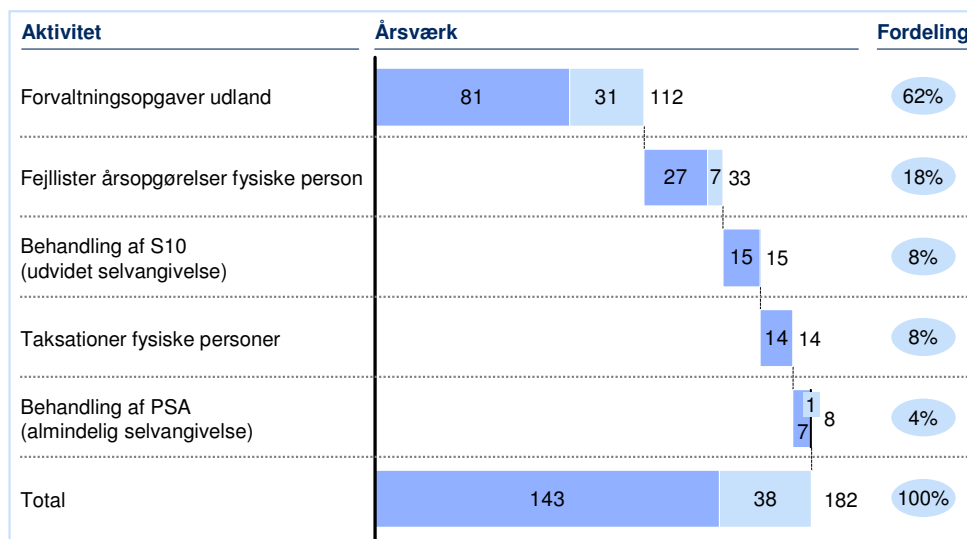 Aktivitet Årsværk Fordeling
Forvaltningsopgaver udland 81 31 112 62%
Fejllister årsopgørelser fysiske person 27 7 33 18%
Behandling af S10
(udvidet selvangivelse) 15 15 8%
Taksationer fysiske personer 14 14 8%
Behandling af PSA
(almindelig selvangivelse) 7 1 8 4%
Total 143 38 182 100%